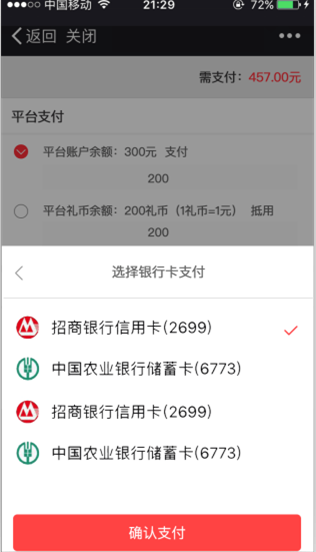 中国移动 21:29 72%
返回 关闭
需支付：457.00元
平台支付
平台账户余额：300元 支付
200
平台礼币余额：200礼币（1礼币=1元） 抵用
200
选择银行卡支付
招商银行信用卡(2699)
中国农业银行储蓄卡(6773)
招商银行信用卡(2699)
中国农业银行储蓄卡(6773)
确认支付